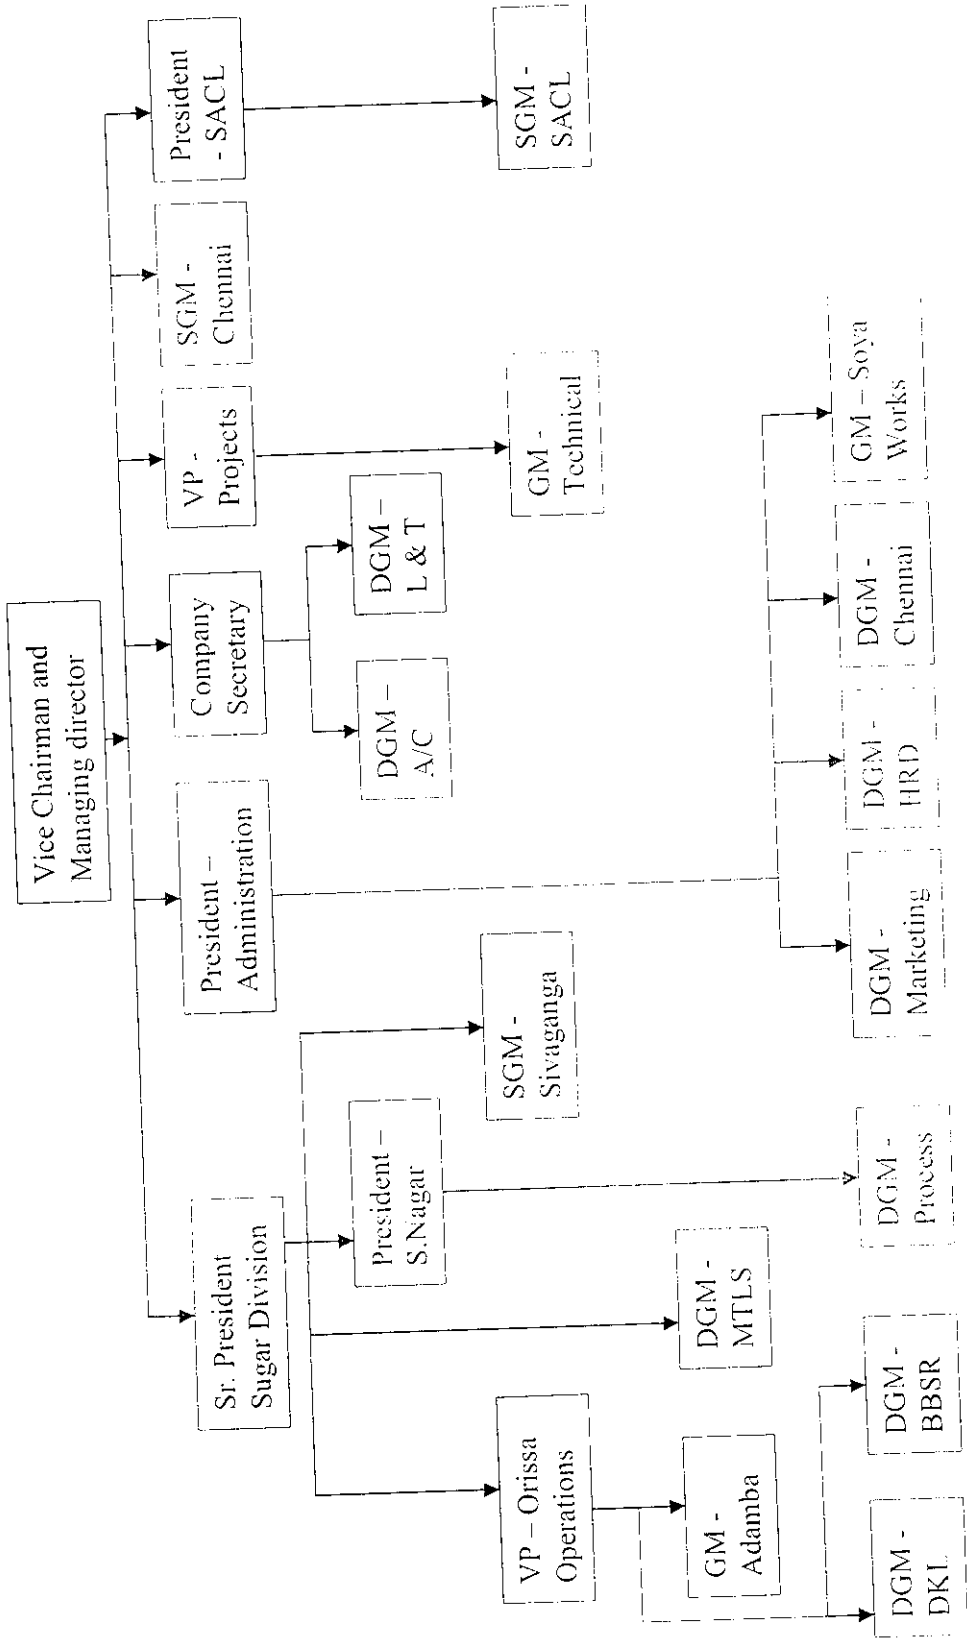 Vice Chairman and
Managing director
Sr. President
Sugar Division
President –
Administration
Company
Secretary
VP -
Projects
SGM -
Chennai
President
- SACL
President –
S.Nagar
DGM –
A/C
DGM –
L & T
VP – Orissa
Operations
SGM -
Sivaganga
GM -
Technical
SGM -
SACL
GM -
Adamba
DGM -
MTLS
DGM -
DKL
DGM -
BBSR
DGM -
Process
DGM -
Marketing
DGM -
HRD
DGM -
Chennai
GM – Soya
Works